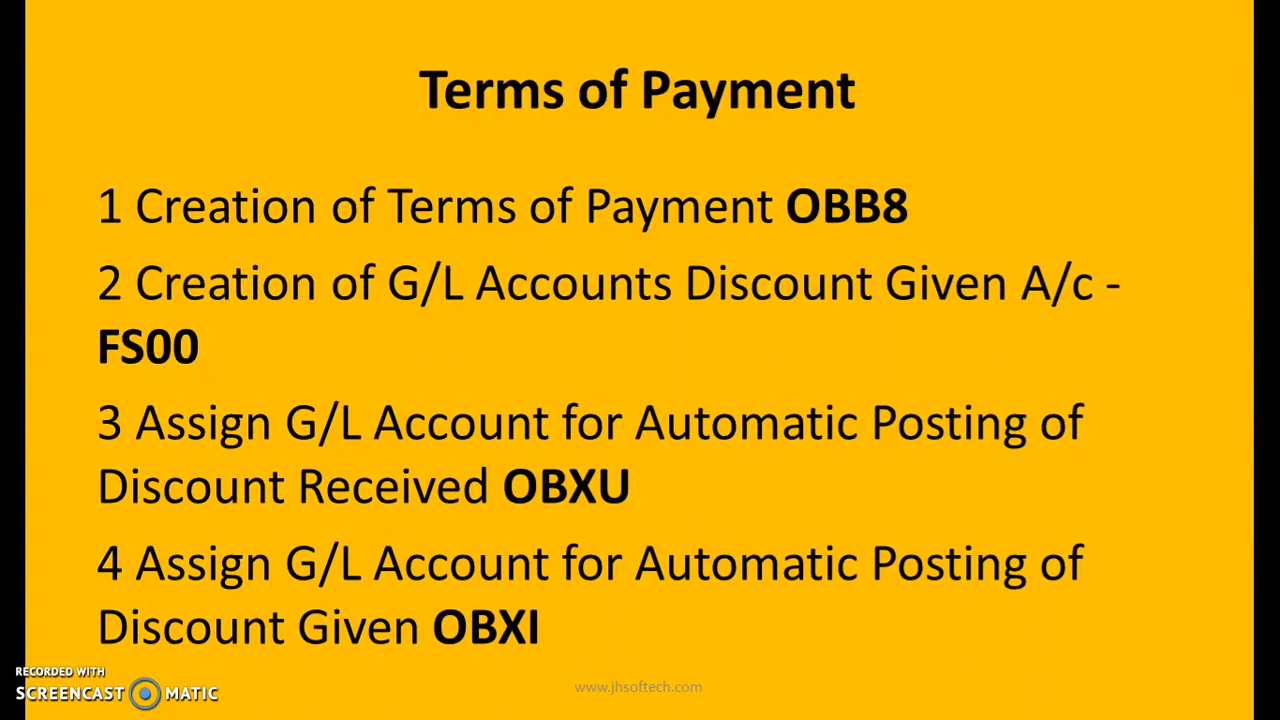 Terms of Payment
1 Creation of Terms of Payment OBB8
2 Creation of G/L Accounts Discount Given A/c -
FS00
3 Assign G/L Account for Automatic Posting of
Discount Received OBXU
4 Assign G/L Account for Automatic Posting of
Discount Given OBXI
RECORDED WITH
SCREENCAST MATIC
www.jhsoftech.com